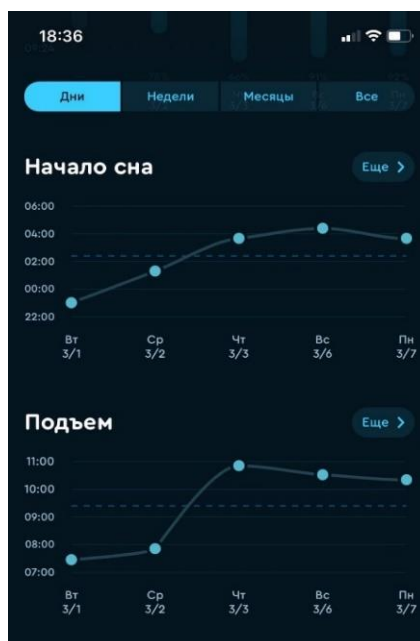 18:36
Дни Недели Месяцы Все
Начало сна
Еще >
06:00
04:00
02:00
00:00
22:00
Вт Ср Чт Вс Пн
3/1 3/2 3/3 3/6 3/7
Подъем
Еще >
11:00
10:00
09:00
08:00
07:00
Вт Ср Чт Вс Пн
3/1 3/2 3/3 3/6 3/7